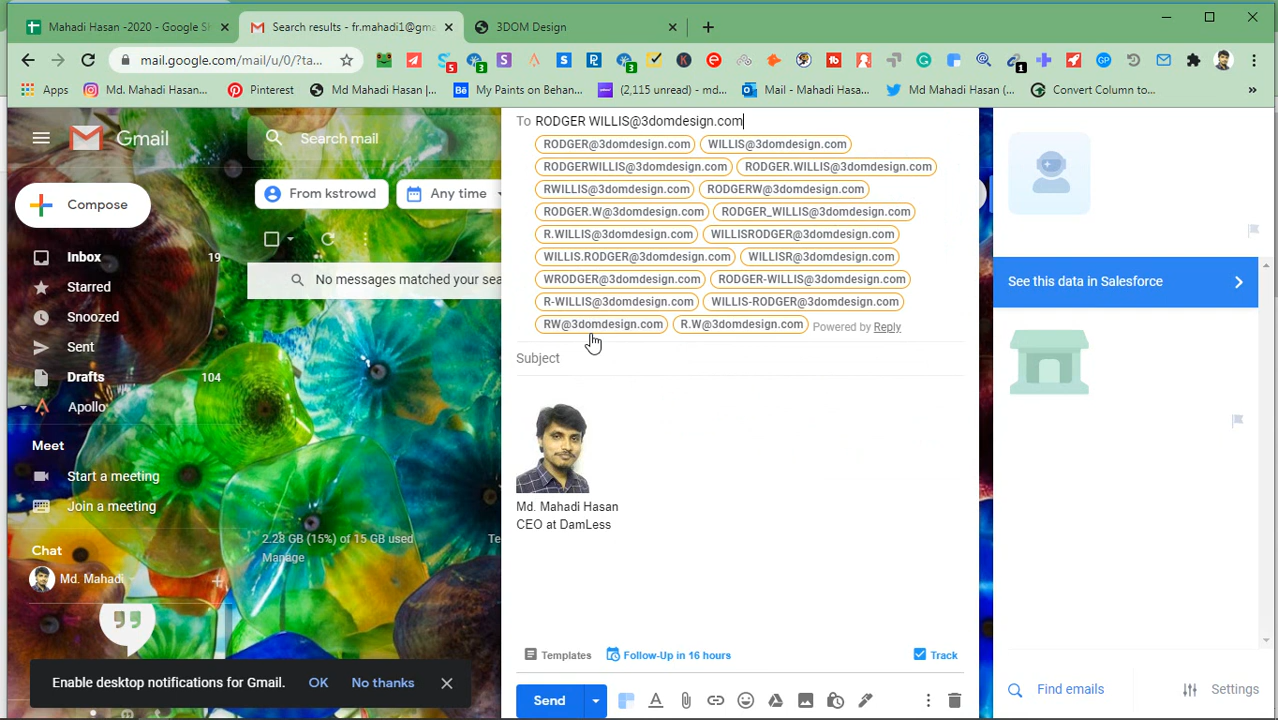 Mahadi Hasan -2020 - Google S
Search results - fr.mahadi1@gma
3DOM Design
mail.google.com/mail/u/0/?ta...
5
3
3
1
Apps
Md. Mahadi Hasan...
Pinterest
Md Mahadi Hasan |...
My Paints on Behan...
(2,115 unread) - md...
Mail - Mahadi Hasa...
Md Mahadi Hasan (...
Convert Column to...
»
Gmail
Search mail
To RODGER WILLIS@3domdesign.com
RODGER@3domdesign.com WILLIS@3domdesign.com
RODGERWILLIS@3domdesign.com RODGER.WILLIS@3domdesign.com
RWILLIS@3domdesign.com RODGERW@3domdesign.com
RODGER.W@3domdesign.com RODGER_WILLIS@3domdesign.com
R.WILLIS@3domdesign.com WILLISRODGER@3domdesign.com
WILLIS.RODGER@3domdesign.com WILLISR@3domdesign.com
WRODGER@3domdesign.com RODGER-WILLIS@3domdesign.com
R-WILLIS@3domdesign.com WILLIS-RODGER@3domdesign.com
RW@3domdesign.com R.W@3domdesign.com Powered by Reply
Subject
Md. Mahadi Hasan
CEO at DamLess
Templates
Follow-Up in 16 hours
Track
Send
Compose
From kstrowd
Any time
No messages matched your sea
Inbox 19
Starred
Snoozed
Sent
Drafts 104
Apollo
Meet
Start a meeting
Join a meeting
Chat
Md. Mahadi
2.28 GB (15%) of 15 GB used
Manage
Te
Enable desktop notifications for Gmail. OK No thanks
See this data in Salesforce
Find emails
Settings